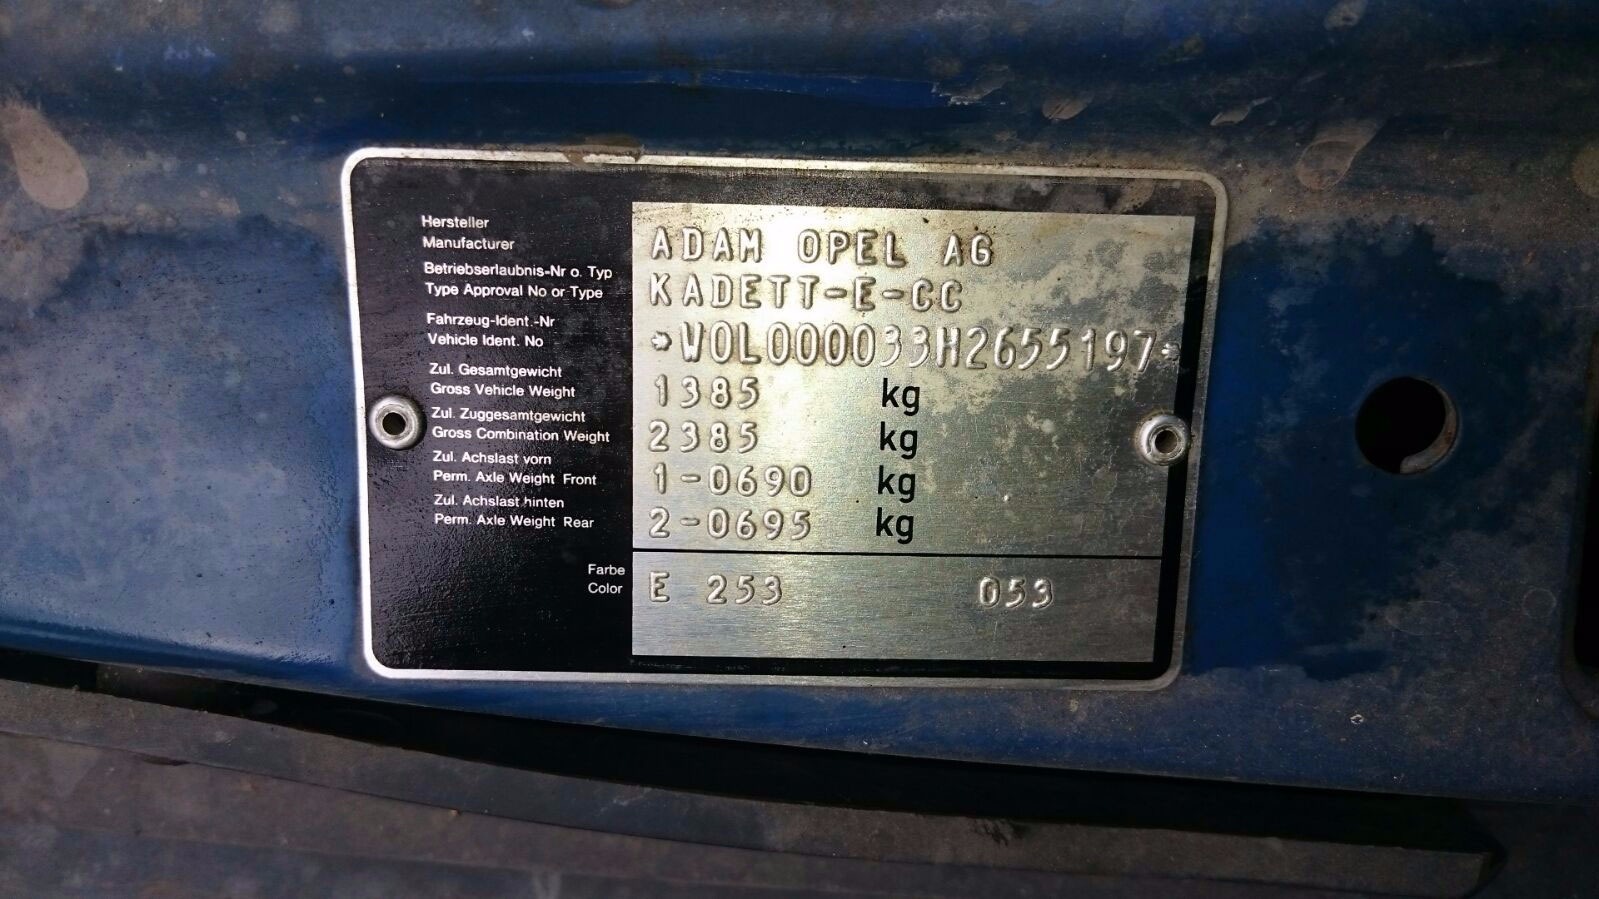 Hersteller
Manufacturer
ADAM OPEL AG
Betriebserlaubnis-Nr o. Typ
Type Approval No or Type
KADETT-E-CC
Fahrzeug-Ident.-Nr
Vehicle Ident. No
*W0L000033H2655197*
Zul. Gesamtgewicht
Gross Vehicle Weight
1385 kg
Zul. Zuggesamtgewicht
Gross Combination Weight
2385 kg
Zul. Achslast vorn
Perm. Axle Weight Front
1-0690 kg
Zul. Achslast hinten
Perm. Axle Weight Rear
2-0695 kg
Farbe
Color
E 253 053